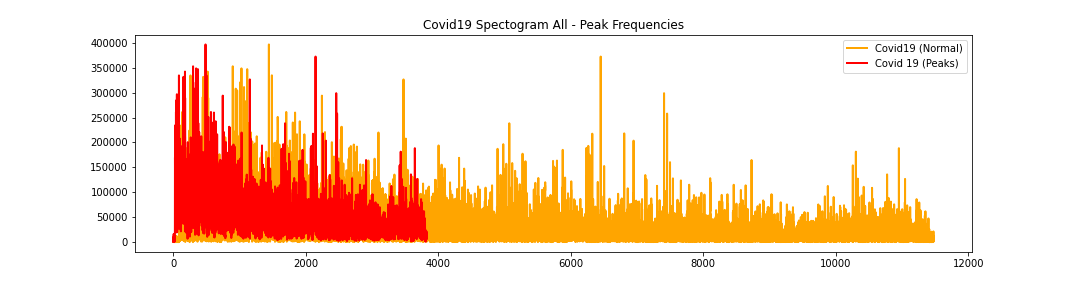 Covid19 Spectogram All - Peak Frequencies
400000
350000
300000
250000
200000
150000
100000
50000
0
Covid19 (Normal)
Covid 19 (Peaks)
0 2000 4000 6000 8000 10000 12000